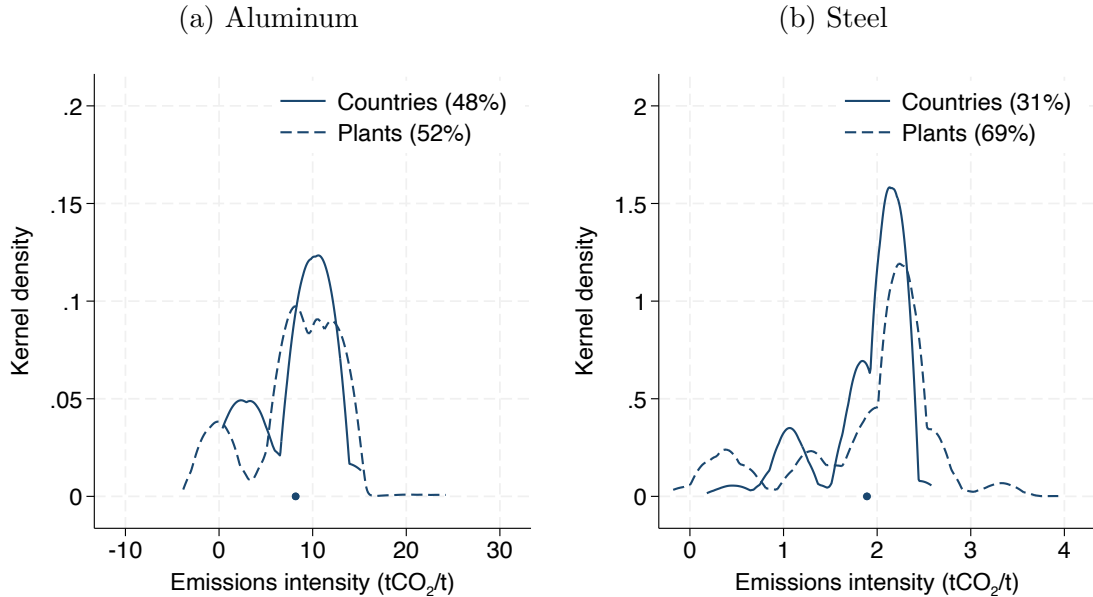 (a) Aluminum
.2
.15
.1
.05
0
Kernel density
-10 0 10 20 30
Emissions intensity (tCO₂/t)
Countries (48%)
Plants (52%)
(b) Steel
2
1.5
1
.5
0
Kernel density
0 1 2 3 4
Emissions intensity (tCO₂/t)
Countries (31%)
Plants (69%)